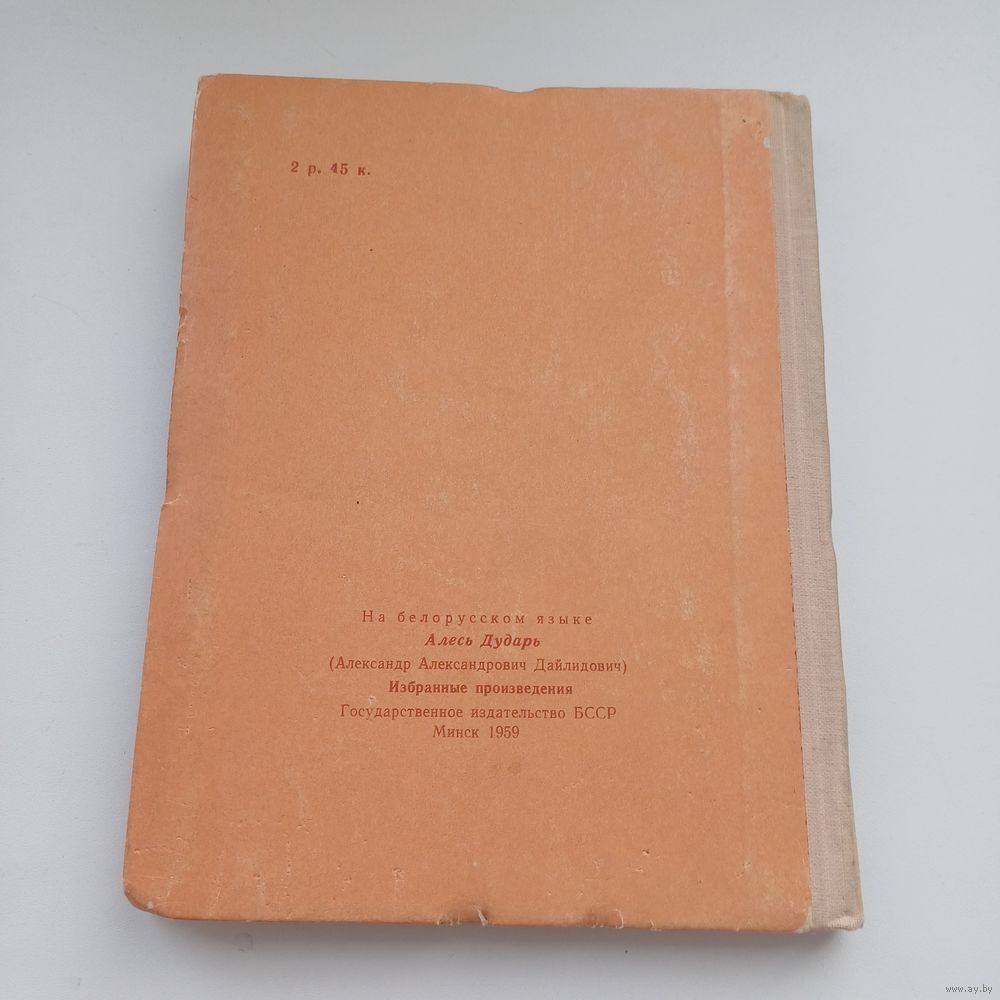 2 р. 45 к.
На белорусском языке
Алесь Дударь
(Александр Александрович Дайлидович)
Избранные произведения
Государственное издательство БССР
Минск 1959
www.ay.by